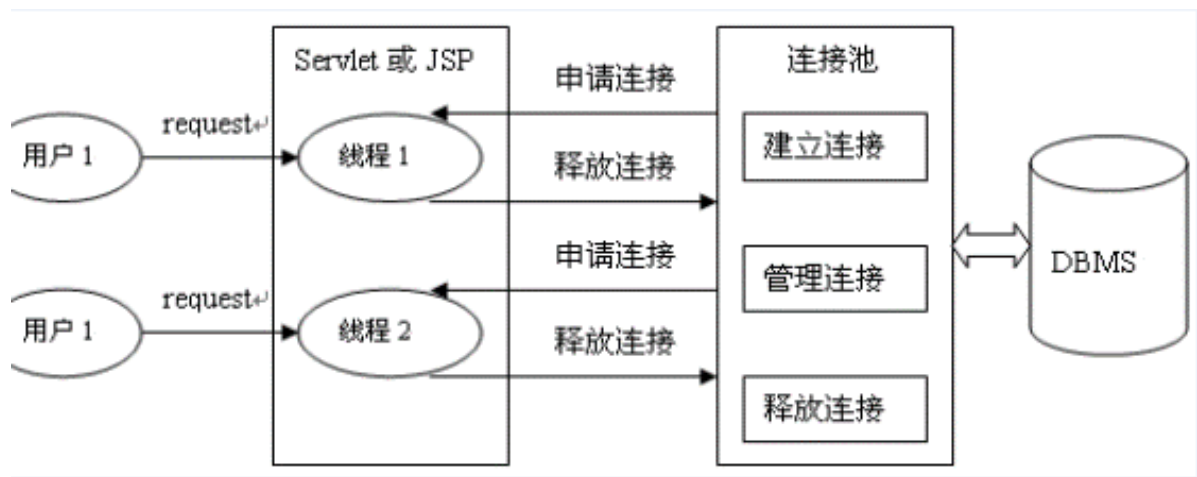 Servlet 或 JSP
连接池
申请连接
request↵
用户 1
线程 1
建立连接
释放连接
申请连接
管理连接
DBMS
request↵
用户 1
线程 2
释放连接
释放连接